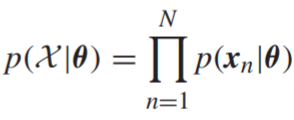 p(𝒳|𝜽) = ∏_{n=1}^{N} p(𝒙ₙ|𝜽)